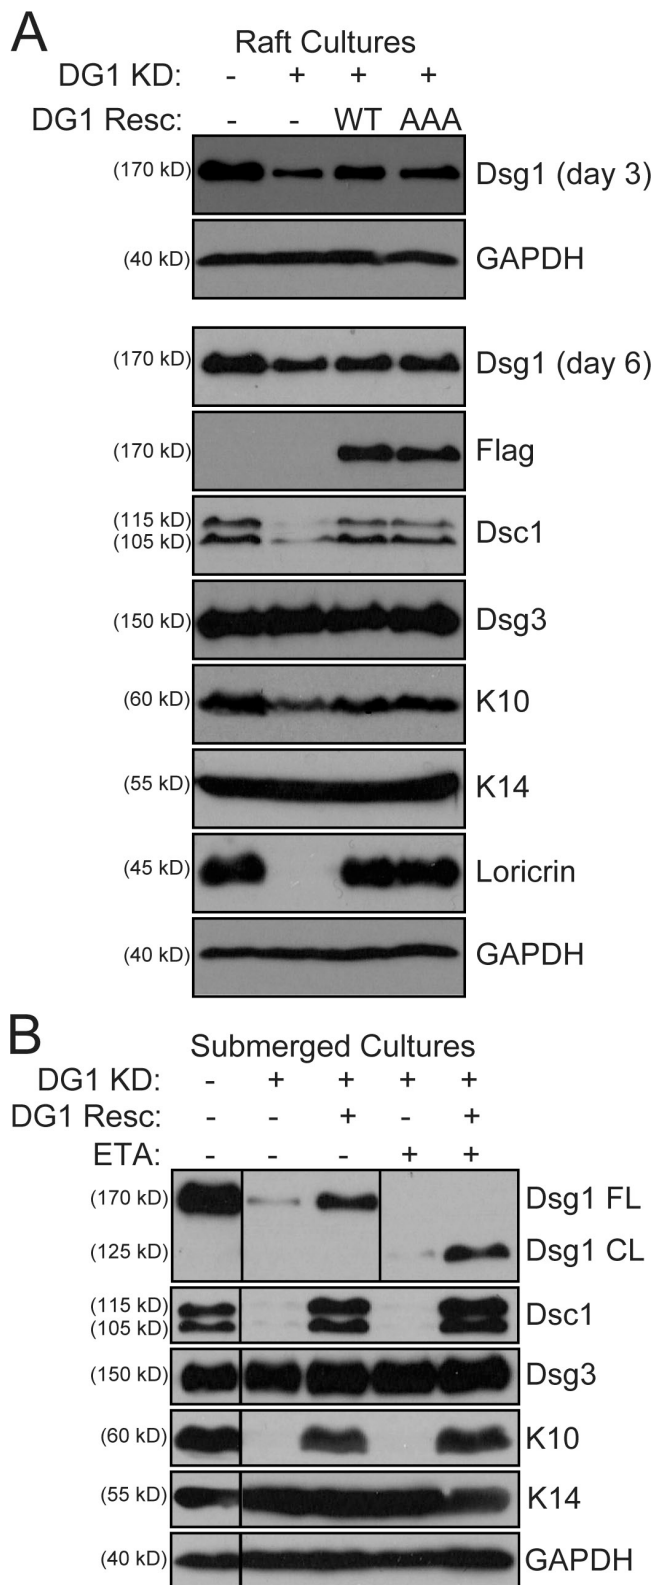 A
Raft Cultures
DG1 KD: - + + +
DG1 Resc: - - WT AAA
(170 kD) Dsg1 (day 3)
(40 kD) GAPDH
(170 kD) Dsg1 (day 6)
(170 kD) Flag
(115 kD)
(105 kD) Dsc1
(150 kD) Dsg3
(60 kD) K10
(55 kD) K14
(45 kD) Loricrin
(40 kD) GAPDH
B
Submerged Cultures
DG1 KD: - + + + +
DG1 Resc: - - + - +
ETA: - - - + +
(170 kD) Dsg1 FL
(125 kD) Dsg1 CL
(115 kD)
(105 kD) Dsc1
(150 kD) Dsg3
(60 kD) K10
(55 kD) K14
(40 kD) GAPDH